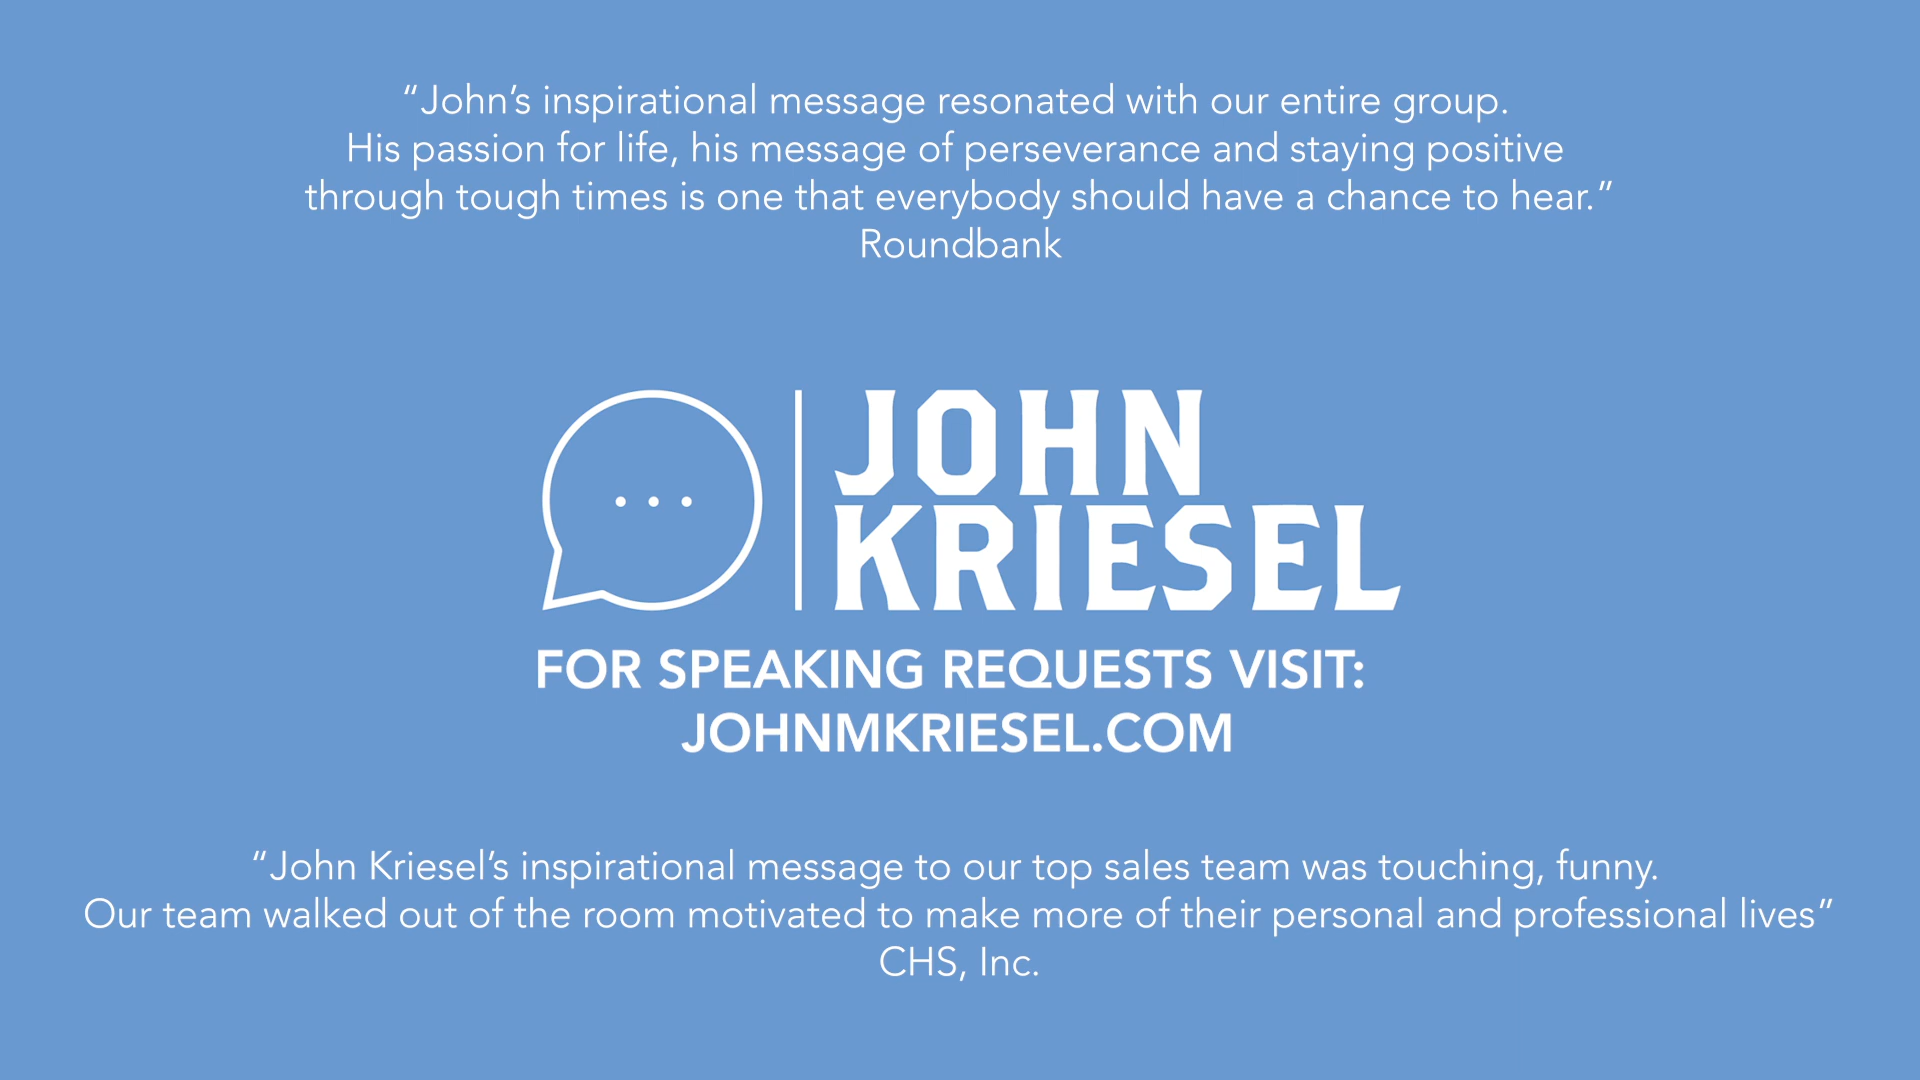 “John’s inspirational message resonated with our entire group.
His passion for life, his message of perseverance and staying positive
through tough times is one that everybody should have a chance to hear.”
Roundbank
JOHN
KRIESEL
FOR SPEAKING REQUESTS VISIT:
JOHNMKRIESEL.COM
“John Kriesel’s inspirational message to our top sales team was touching, funny.
Our team walked out of the room motivated to make more of their personal and professional lives”
CHS, Inc.